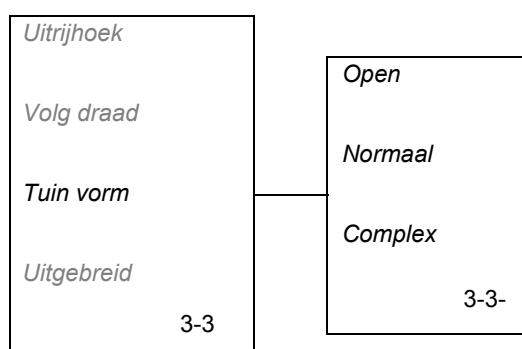 Uitrijhoek
Volg draad
Tuin vorm
Uitgebreid
3-3
Open
Normaal
Complex
3-3-